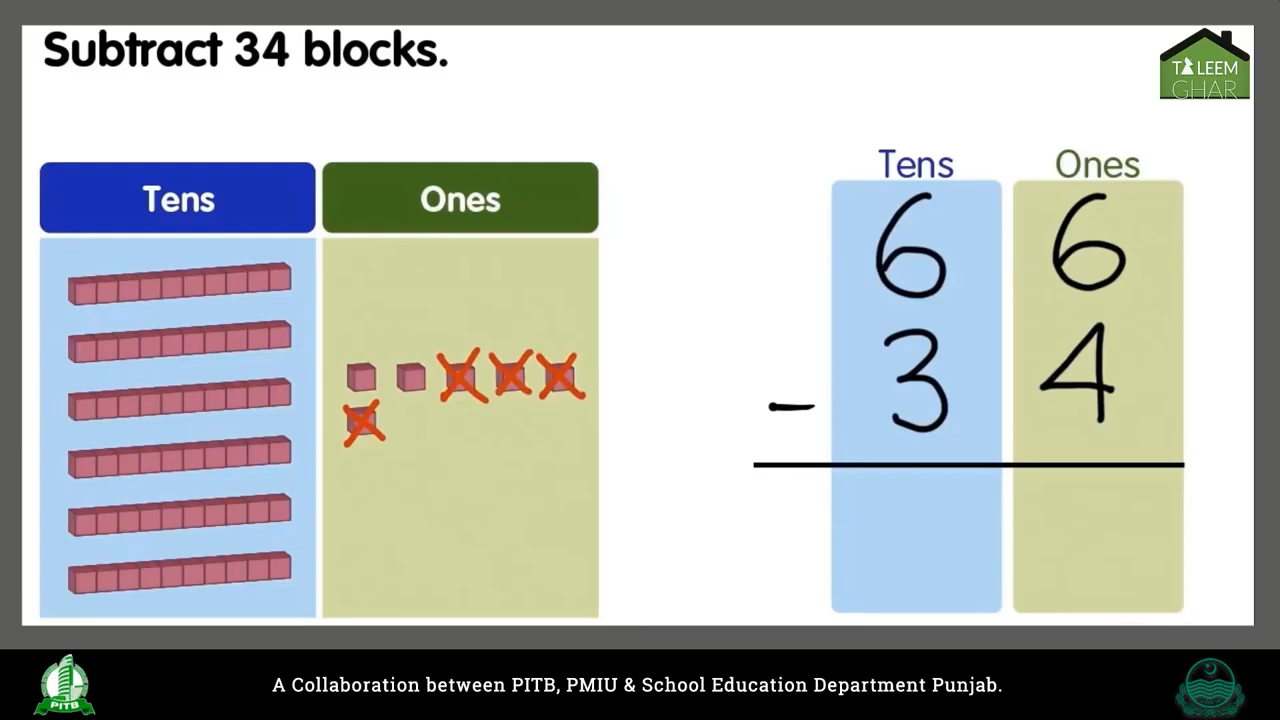 Subtract 34 blocks.
TALEEM
GHAR
Tens Ones
Tens Ones
6 6
- 3 4
PITB
A Collaboration between PITB, PMIU & School Education Department Punjab.